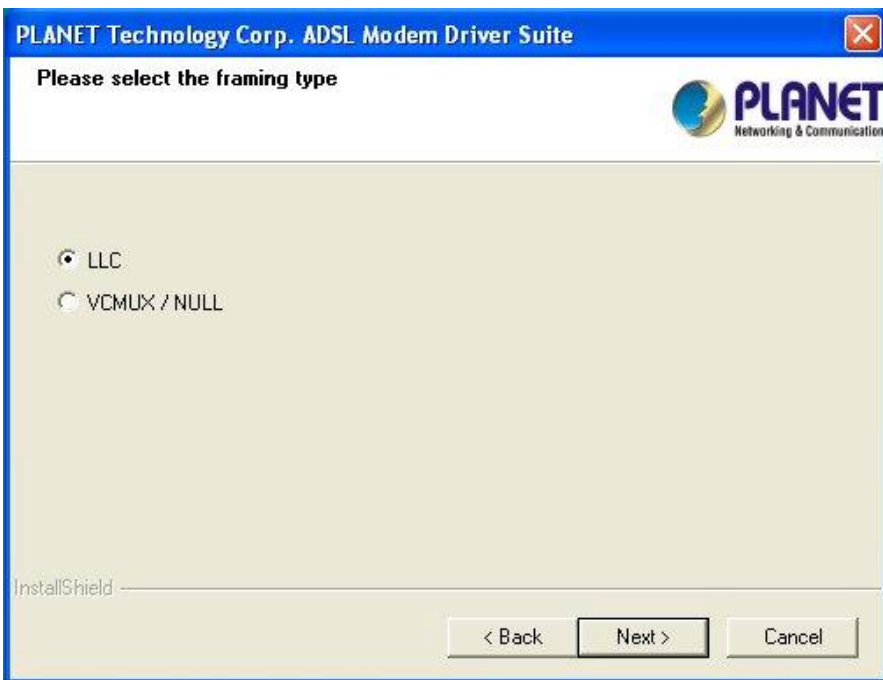 PLANET Technology Corp. ADSL Modem Driver Suite
Please select the framing type
PLANET
Networking & Communication
LLC
VCMUX / NULL
InstallShield
< Back
Next >
Cancel